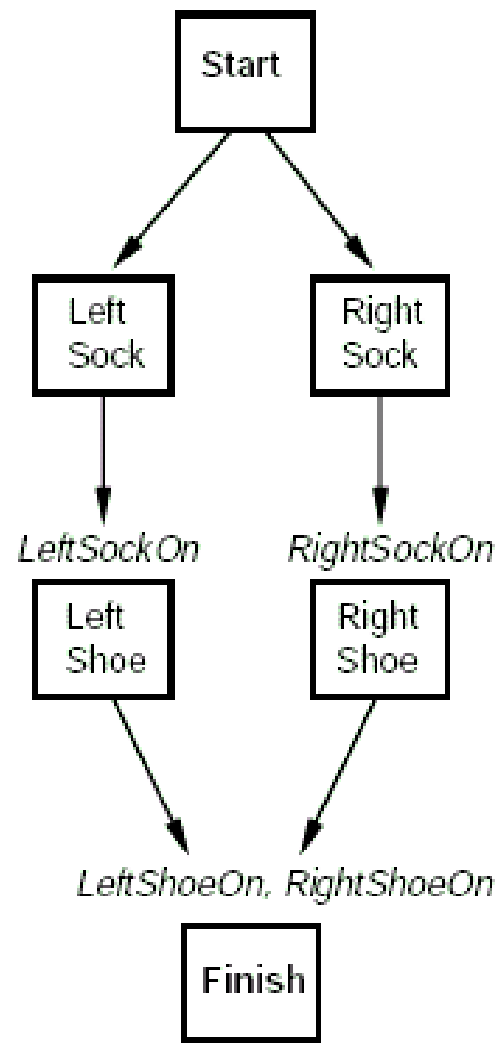 Start
Left
Sock
Right
Sock
LeftSockOn
RightSockOn
Left
Shoe
Right
Shoe
LeftShoeOn, RightShoeOn
Finish